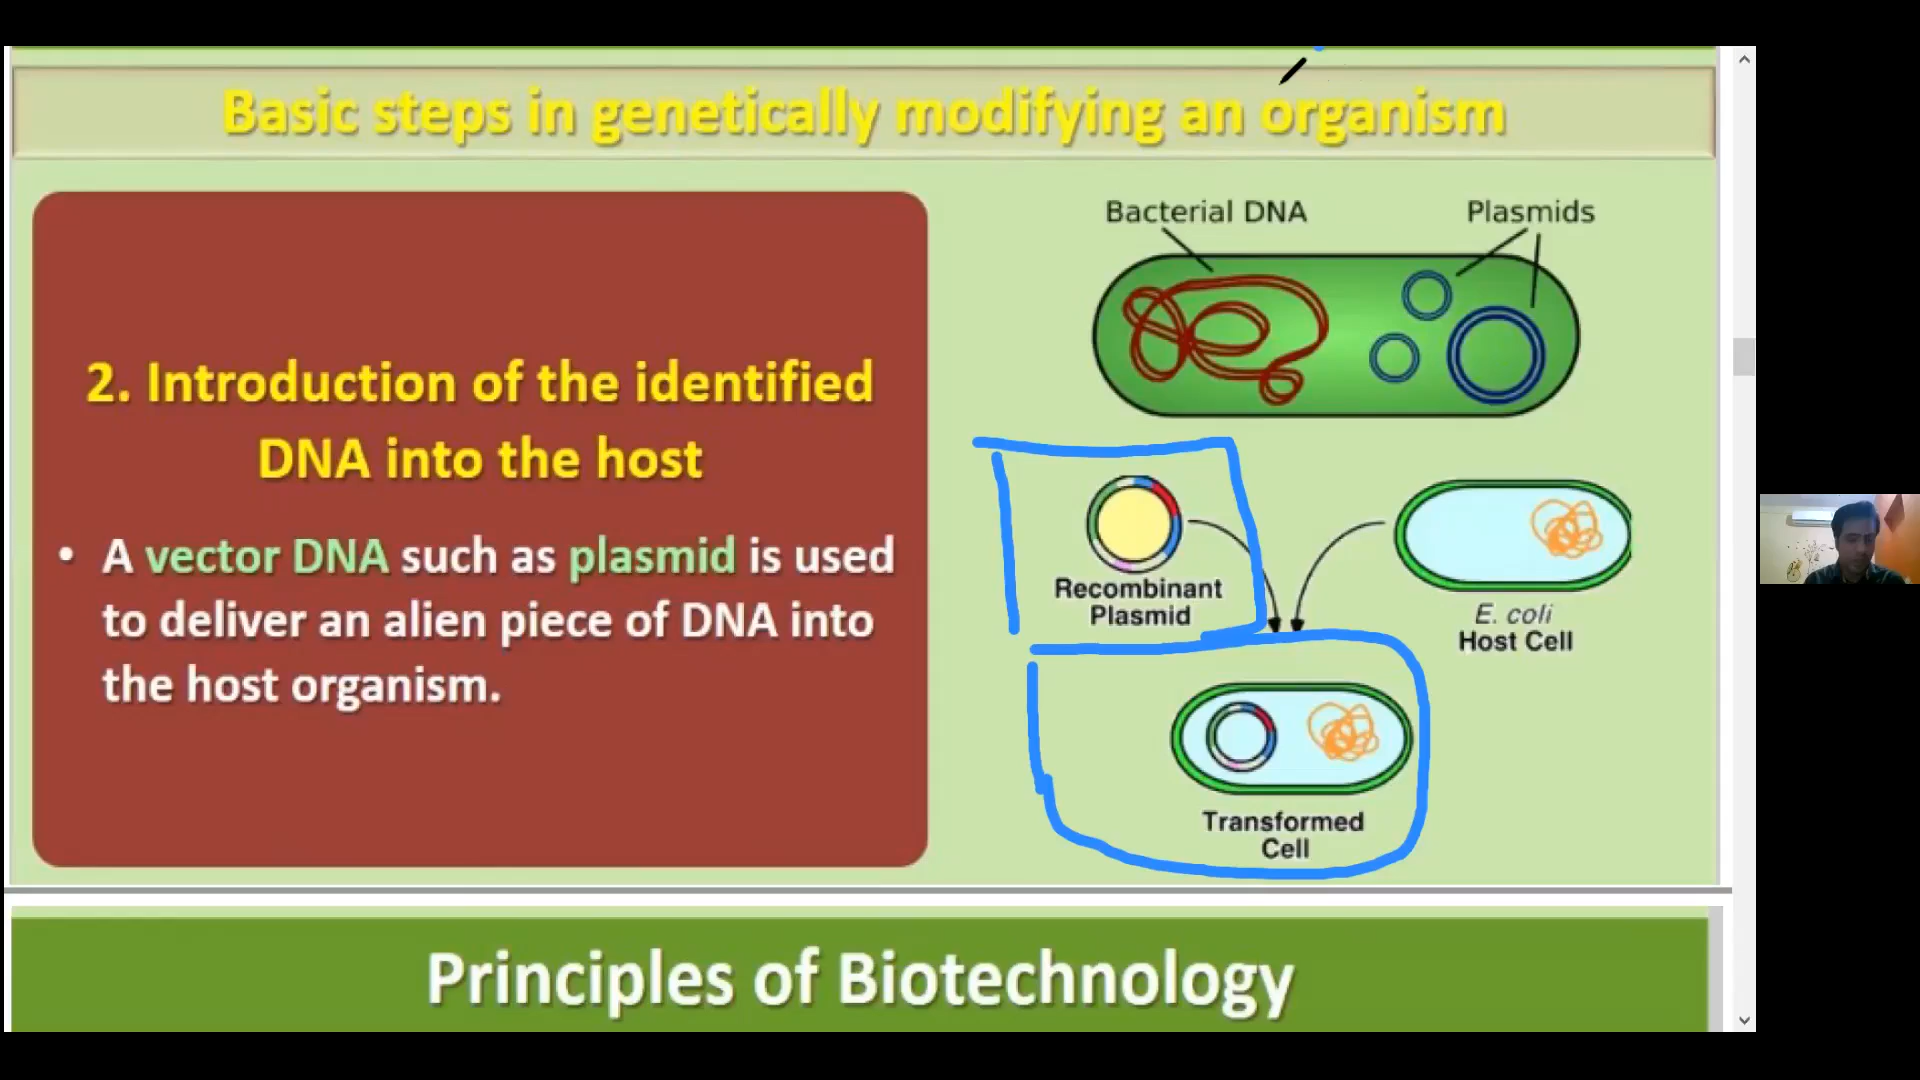 Basic steps in genetically modifying an organism
2. Introduction of the identified
DNA into the host
• A vector DNA such as plasmid is used
to deliver an alien piece of DNA into
the host organism.
Bacterial DNA
Plasmids
Recombinant
Plasmid
E. coli
Host Cell
Transformed
Cell
Principles of Biotechnology